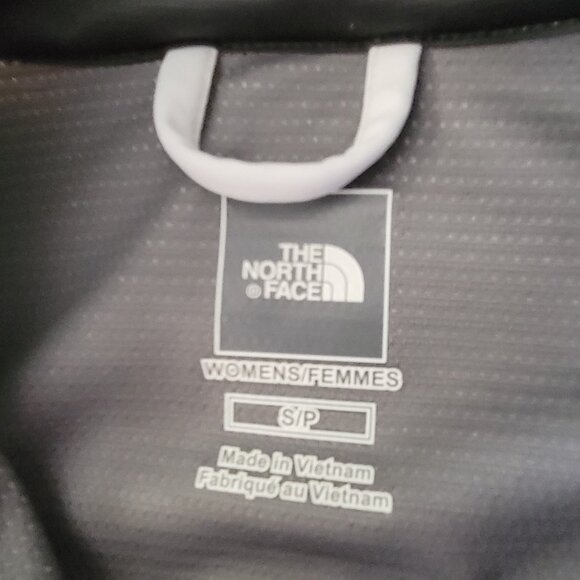 THE
NORTH
® FACE
WOMENS/FEMMES
S/P
Made in Vietnam
Fabriqué au Vietnam